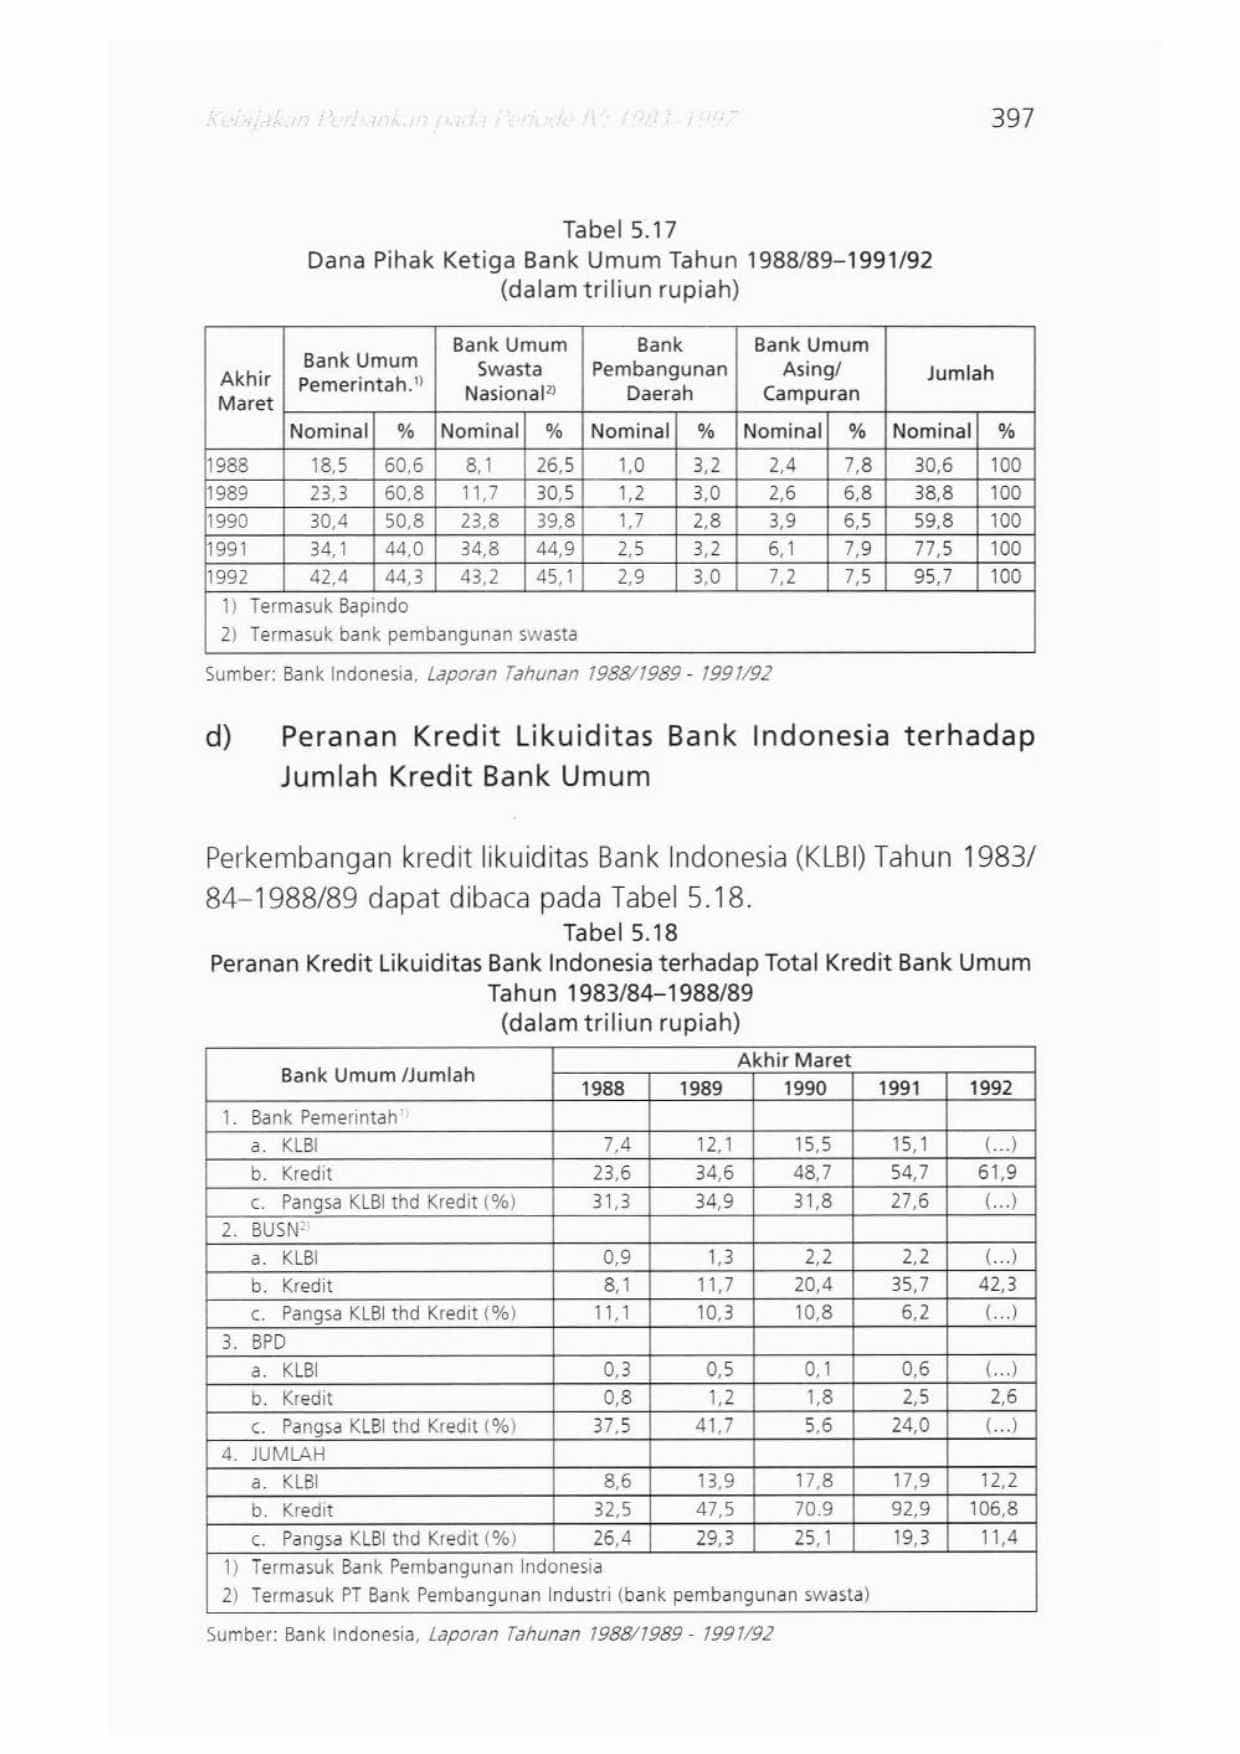 Kebijakan Perbankan pada Periode IV: 1983-1997 397
Tabel 5.17
Dana Pihak Ketiga Bank Umum Tahun 1988/89–1991/92
(dalam triliun rupiah)
Akhir Maret Bank Umum Pemerintah.1) Bank Umum Swasta Nasional2) Bank Pembangunan Daerah Bank Umum Asing/ Campuran Jumlah
Nominal % Nominal % Nominal % Nominal % Nominal %
1988 18,5 60,6 8,1 26,5 1,0 3,2 2,4 7,8 30,6 100
1989 23,3 60,8 11,7 30,5 1,2 3,0 2,6 6,8 38,8 100
1990 30,4 50,8 23,8 39,8 1,7 2,8 3,9 6,5 59,8 100
1991 34,1 44,0 34,8 44,9 2,5 3,2 6,1 7,9 77,5 100
1992 42,4 44,3 43,2 45,1 2,9 3,0 7,2 7,5 95,7 100
1) Termasuk Bapindo
2) Termasuk bank pembangunan swasta
Sumber: Bank Indonesia, Laporan Tahunan 1988/1989 - 1991/92
d) Peranan Kredit Likuiditas Bank Indonesia terhadap
Jumlah Kredit Bank Umum
Perkembangan kredit likuiditas Bank Indonesia (KLBI) Tahun 1983/
84–1988/89 dapat dibaca pada Tabel 5.18.
Tabel 5.18
Peranan Kredit Likuiditas Bank Indonesia terhadap Total Kredit Bank Umum
Tahun 1983/84–1988/89
(dalam triliun rupiah)
Bank Umum /Jumlah Akhir Maret
1988 1989 1990 1991 1992
1. Bank Pemerintah1)
a. KLBI 7,4 12,1 15,5 15,1 (...)
b. Kredit 23,6 34,6 48,7 54,7 61,9
c. Pangsa KLBI thd Kredit (%) 31,3 34,9 31,8 27,6 (...)
2. BUSN2)
a. KLBI 0,9 1,3 2,2 2,2 (...)
b. Kredit 8,1 11,7 20,4 35,7 42,3
c. Pangsa KLBI thd Kredit (%) 11,1 10,3 10,8 6,2 (...)
3. BPD
a. KLBI 0,3 0,5 0,1 0,6 (...)
b. Kredit 0,8 1,2 1,8 2,5 2,6
c. Pangsa KLBI thd Kredit (%) 37,5 41,7 5,6 24,0 (...)
4. JUMLAH
a. KLBI 8,6 13,9 17,8 17,9 12,2
b. Kredit 32,5 47,5 70.9 92,9 106,8
c. Pangsa KLBI thd Kredit (%) 26,4 29,3 25,1 19,3 11,4
1) Termasuk Bank Pembangunan Indonesia
2) Termasuk PT Bank Pembangunan Industri (bank pembangunan swasta)
Sumber: Bank Indonesia, Laporan Tahunan 1988/1989 - 1991/92